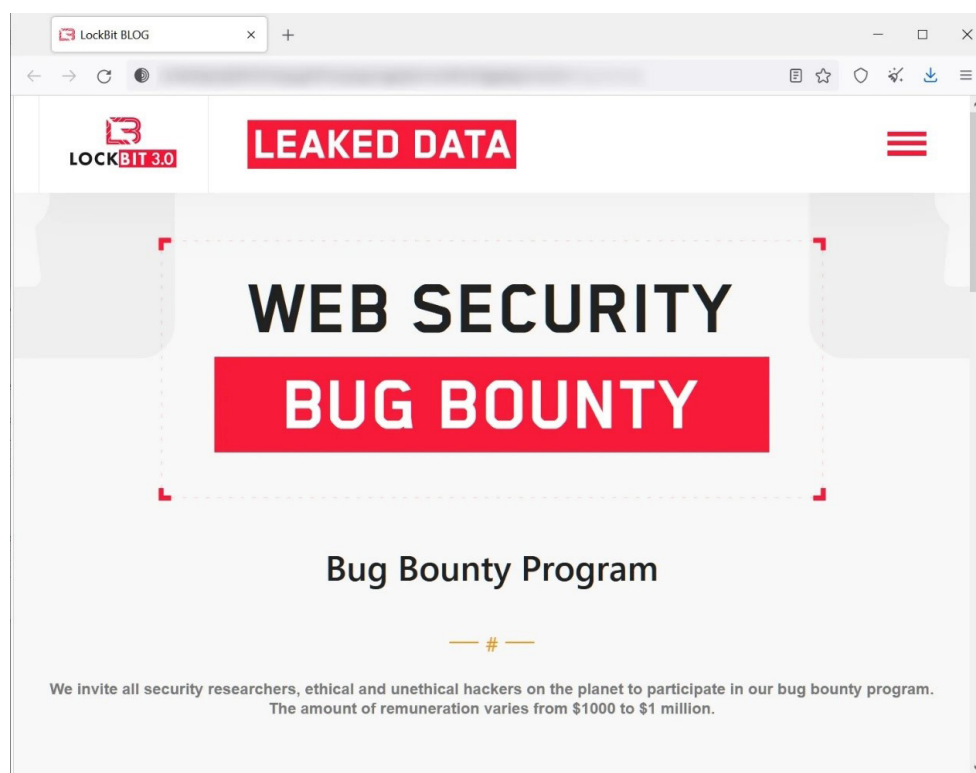 LockBit BLOG
LOCKBIT 3.0
LEAKED DATA
WEB SECURITY
BUG BOUNTY
Bug Bounty Program
#
We invite all security researchers, ethical and unethical hackers on the planet to participate in our bug bounty program.
The amount of remuneration varies from $1000 to $1 million.